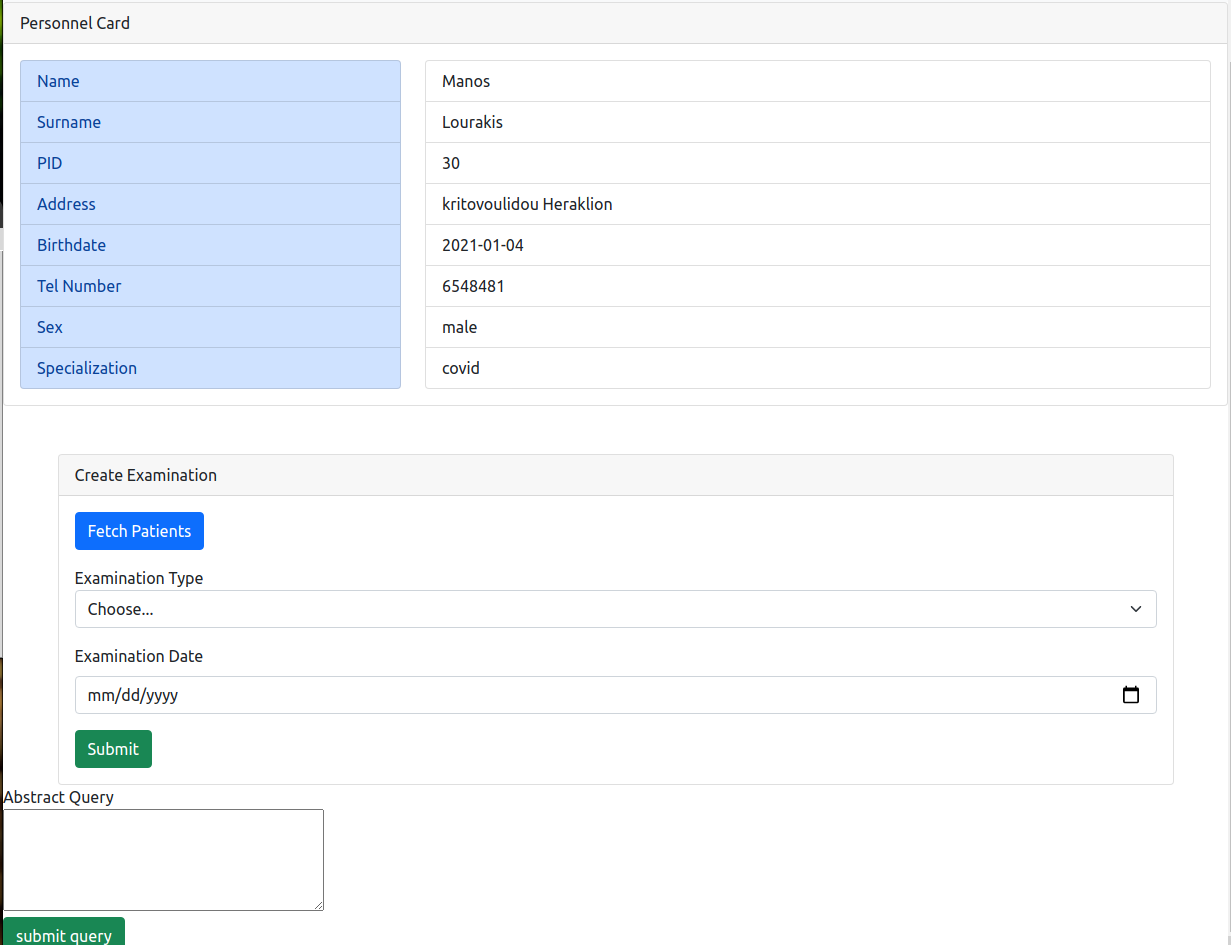 Personnel Card
Name Manos
Surname Lourakis
PID 30
Address kritovoulidou Heraklion
Birthdate 2021-01-04
Tel Number 6548481
Sex male
Specialization covid
Create Examination
Fetch Patients
Examination Type
Choose...
Examination Date
mm/dd/yyyy
Submit
Abstract Query
submit query